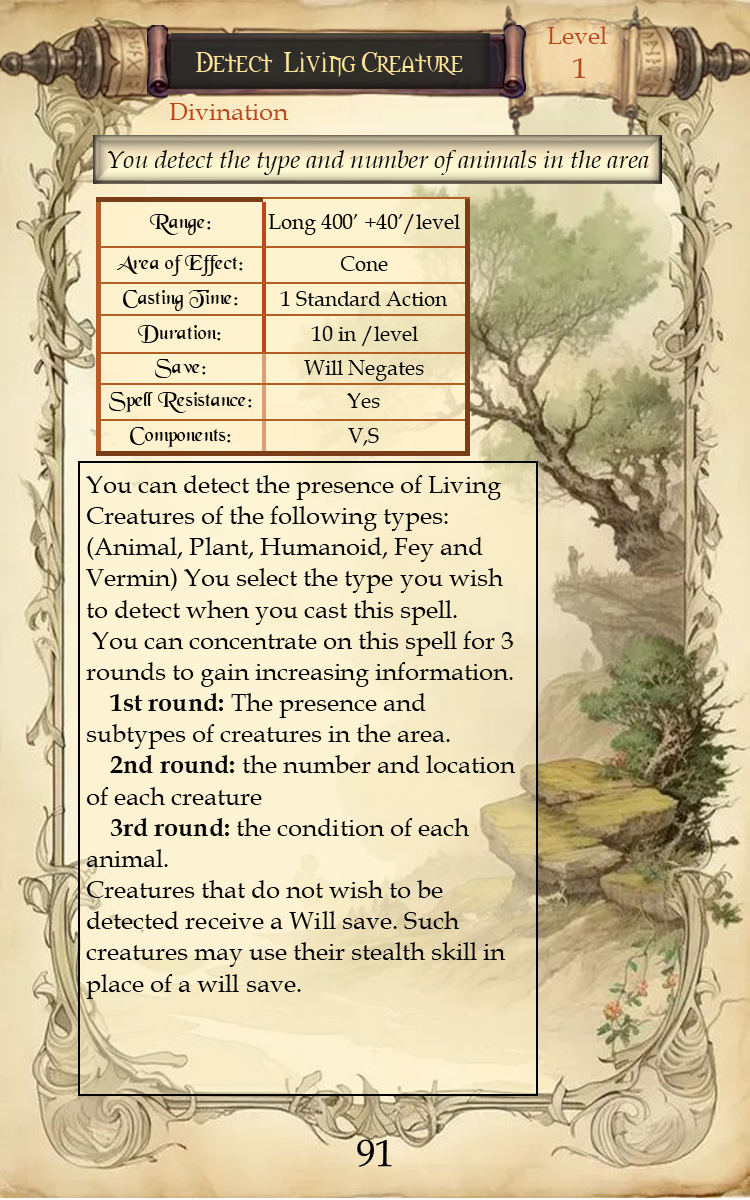 Detect Living Creature
Level
1
Divination
You detect the type and number of animals in the area
Range: Long 400’ +40’/level
Area of Effect: Cone
Casting Time: 1 Standard Action
Duration: 10 in /level
Save: Will Negates
Spell Resistance: Yes
Components: V,S
You can detect the presence of Living
Creatures of the following types:
(Animal, Plant, Humanoid, Fey and
Vermin) You select the type you wish
to detect when you cast this spell.
You can concentrate on this spell for 3
rounds to gain increasing information.
1st round: The presence and
subtypes of creatures in the area.
2nd round: the number and location
of each creature
3rd round: the condition of each
animal.
Creatures that do not wish to be
detected receive a Will save. Such
creatures may use their stealth skill in
place of a will save.
91